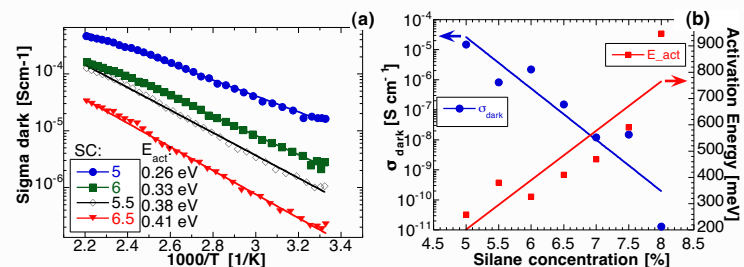 (a)
10^-4
10^-5
10^-6
Sigma dark [Scm-1]
SC: E_act:
5 0.26 eV
6 0.33 eV
5.5 0.38 eV
6.5 0.41 eV
2 2.2 2.4 2.6 2.8 3 3.2 3.4
1000/T [1/K]
(b)
10^-4
10^-5
10^-6
10^-7
10^-8
10^-9
10^-10
10^-11
σ_dark [S cm^-1]
E_act
σ_dark
900
800
700
600
500
400
300
200
Activation Energy [meV]
4.5 5 5.5 6 6.5 7 7.5 8 8.5
Silane concentration [%]